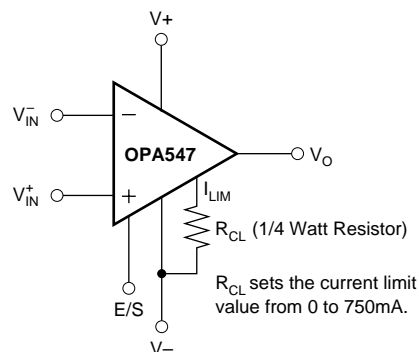 V+
V–IN
–
OPA547
VO
V+IN
+
ILIM
RCL (1/4 Watt Resistor)
RCL sets the current limit
value from 0 to 750mA.
E/S
V–